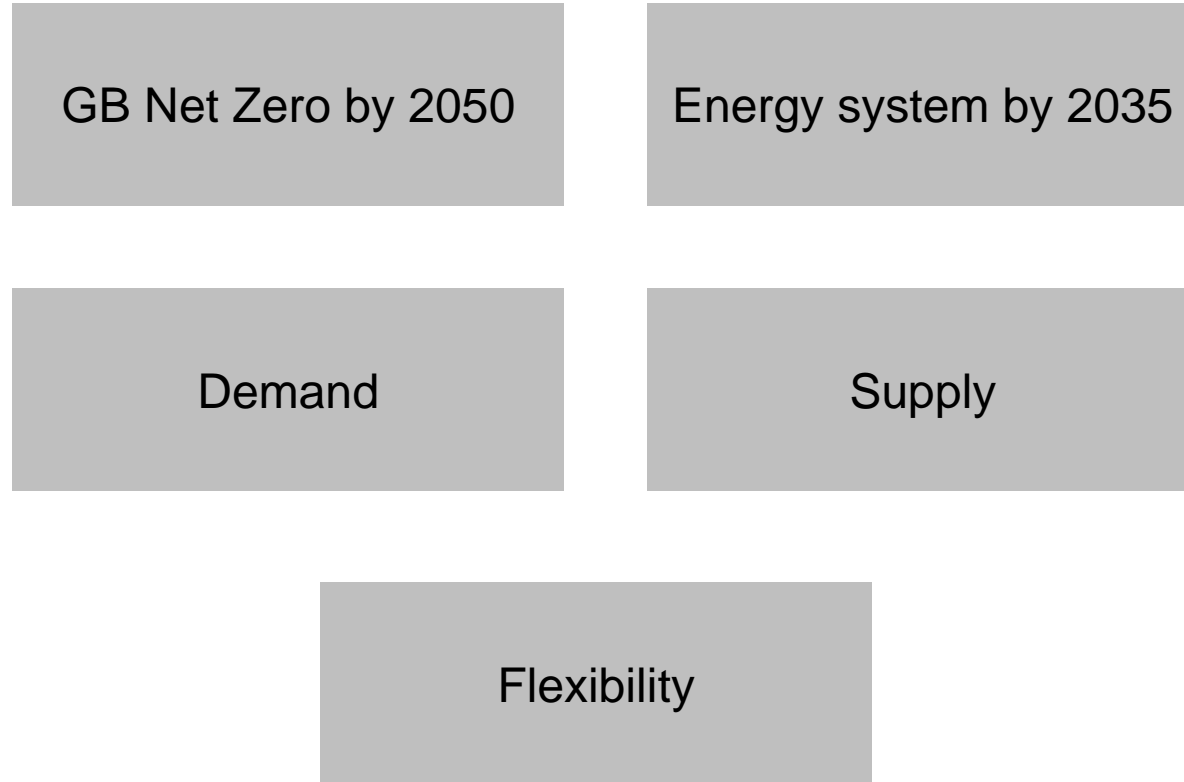 GB Net Zero by 2050
Energy system by 2035
Demand
Supply
Flexibility